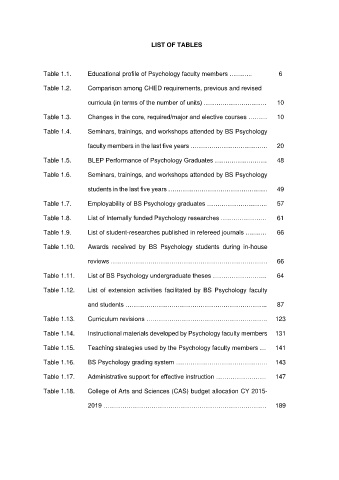 LIST OF TABLES
Table 1.1. Educational profile of Psychology faculty members ............ 6
Table 1.2. Comparison among CHED requirements, previous and revised
curricula (in terms of the number of units) ................................ 10
Table 1.3. Changes in the core, required/major and elective courses ......... 10
Table 1.4. Seminars, trainings, and workshops attended by BS Psychology
faculty members in the last five years ....................................... 20
Table 1.5. BLEP Performance of Psychology Graduates .......................... 48
Table 1.6. Seminars, trainings, and workshops attended by BS Psychology
students in the last five years .................................................. 49
Table 1.7. Employability of BS Psychology graduates .............................. 57
Table 1.8. List of Internally funded Psychology researches ....................... 61
Table 1.9. List of student-researches published in refereed journals ........... 66
Table 1.10. Awards received by BS Psychology students during in-house
reviews ............................................................................... 66
Table 1.11. List of BS Psychology undergraduate theses ........................... 64
Table 1.12. List of extension activities facilitated by BS Psychology faculty
and students ....................................................................... 87
Table 1.13. Curriculum revisions ............................................................. 123
Table 1.14. Instructional materials developed by Psychology faculty members 131
Table 1.15. Teaching strategies used by the Psychology faculty members ... 141
Table 1.16. BS Psychology grading system .............................................. 143
Table 1.17. Administrative support for effective instruction ......................... 147
Table 1.18. College of Arts and Sciences (CAS) budget allocation CY 2015-
2019 ................................................................................... 189